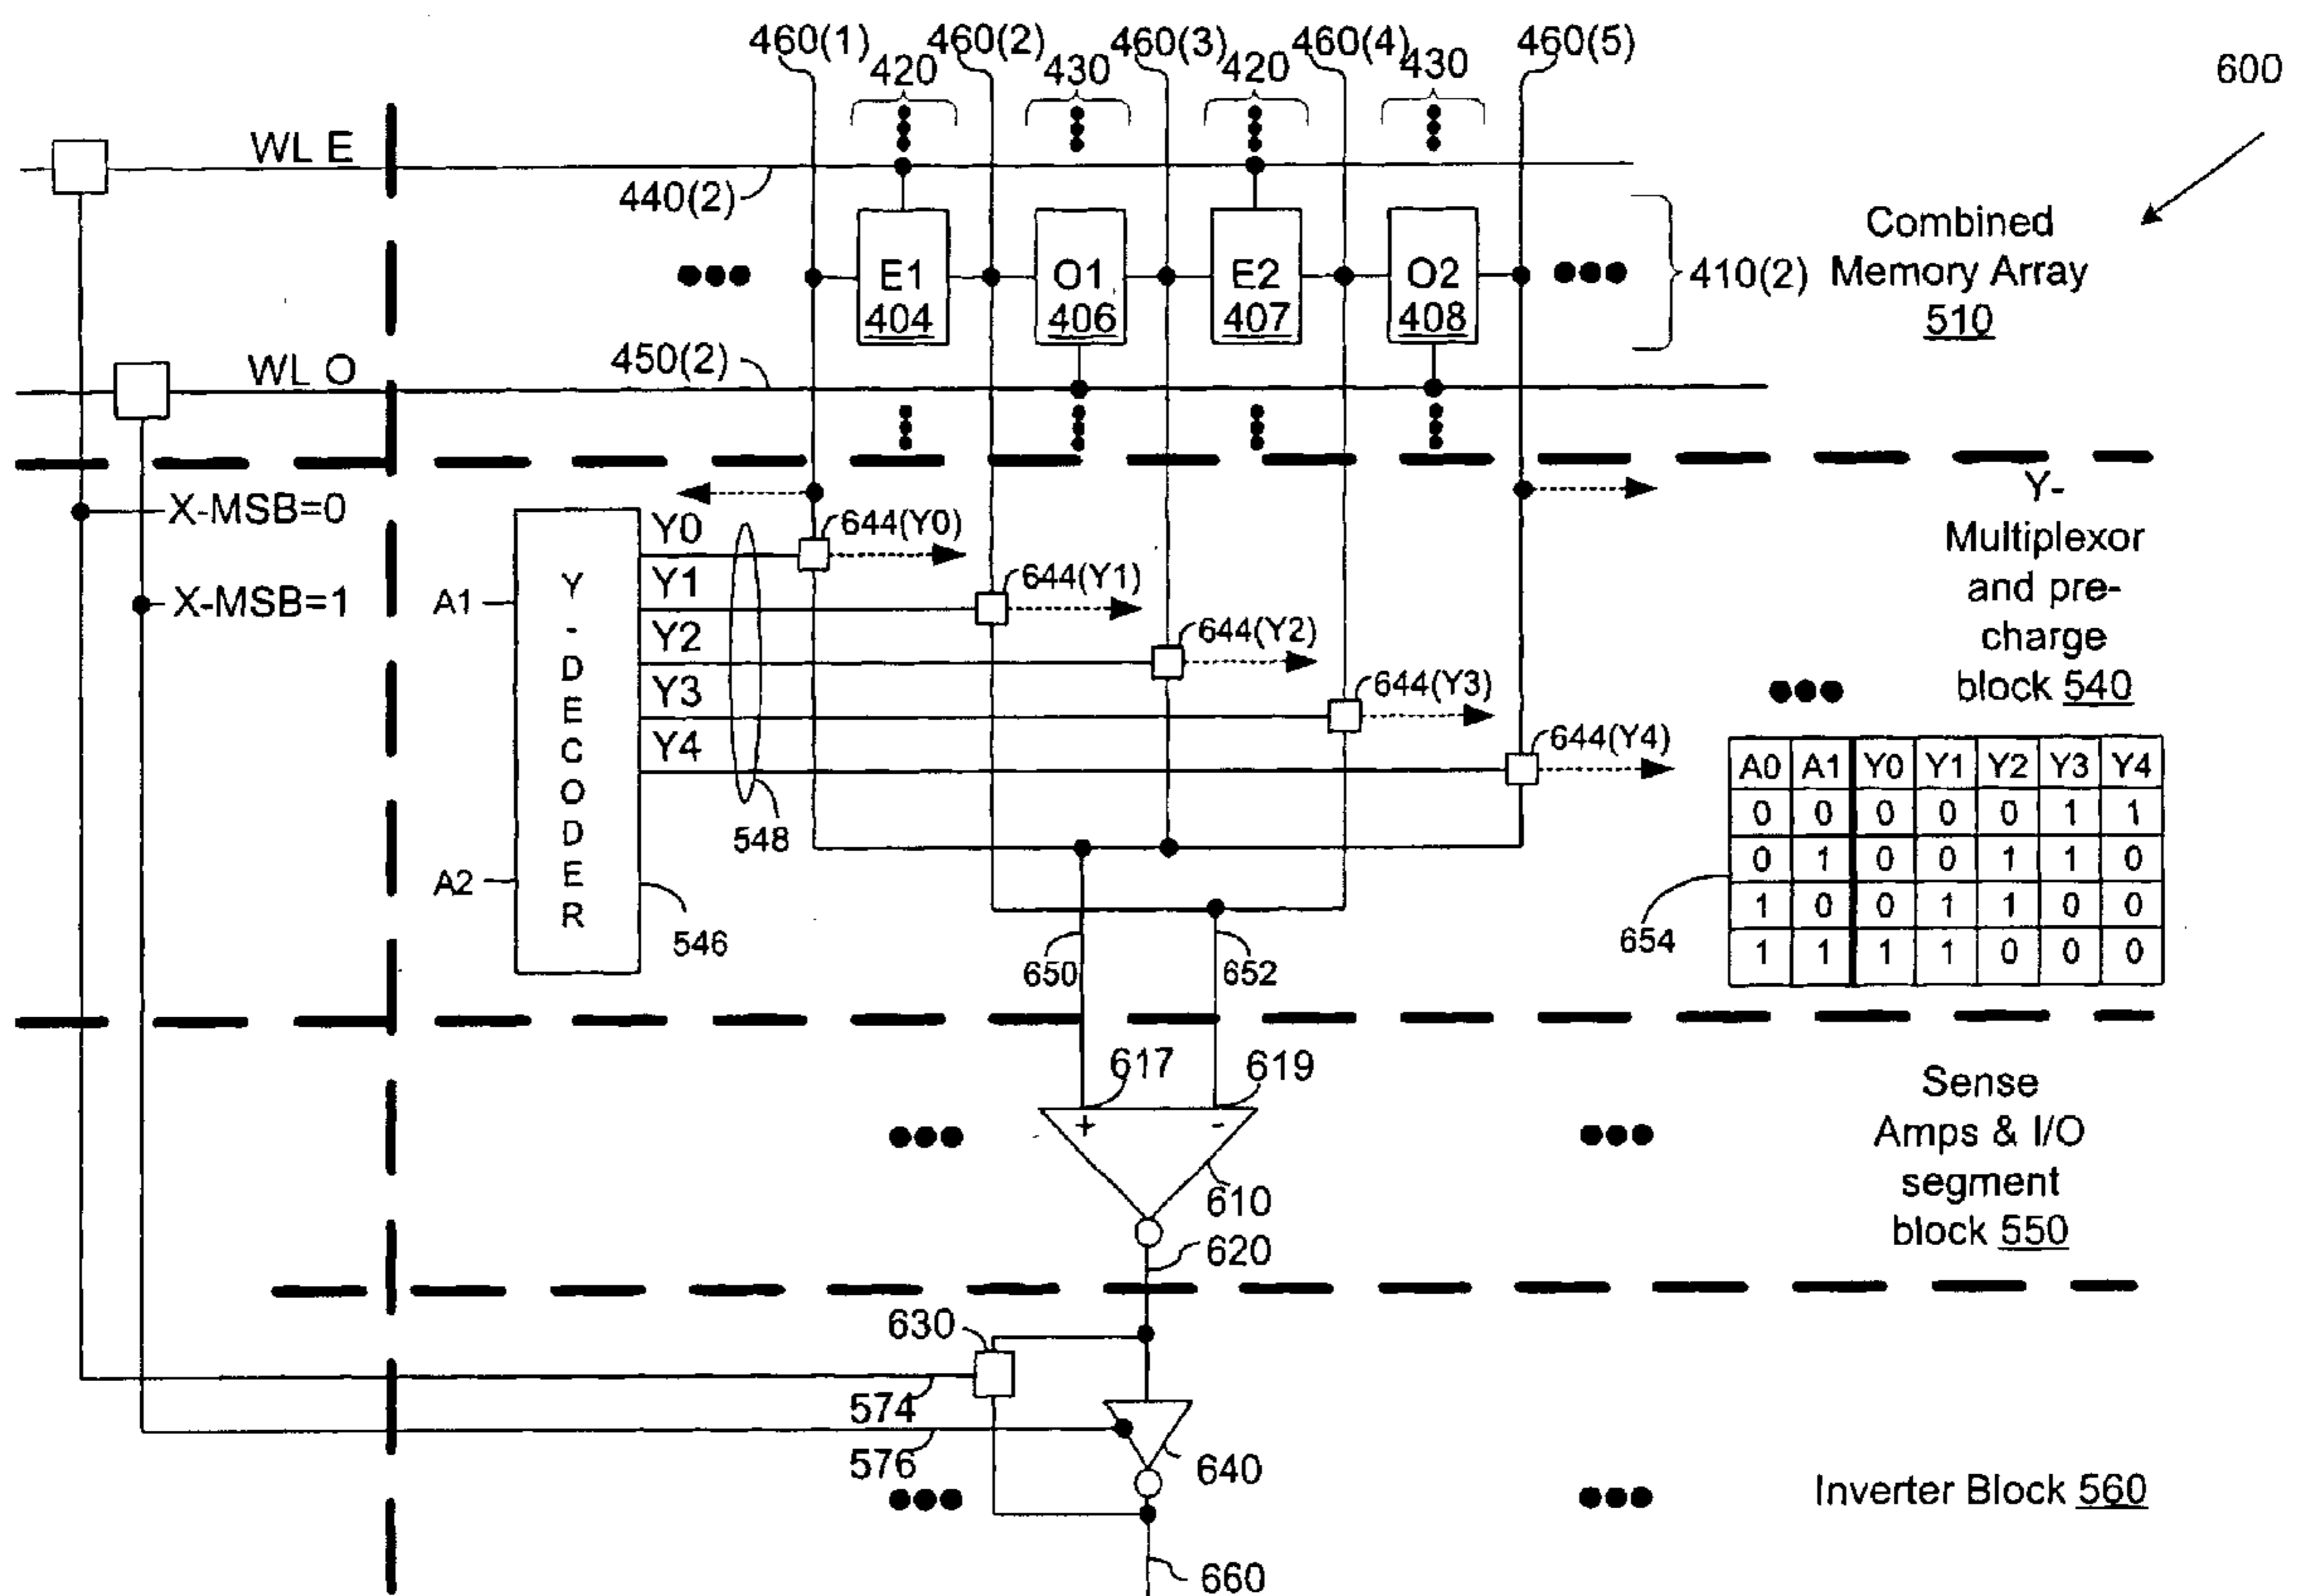 460(1) 460(2) 460(3) 460(4) 460(5)
420 430 420 430
600
WL E
440(2)
E1
404
O1
406
E2
407
O2
408
410(2)
Combined
Memory Array
510
WL O
450(2)
X-MSB=0
X-MSB=1
Y-
Multiplexor
and pre-
charge
block 540
A1
A2
Y
-
D
E
C
O
D
E
R
546
Y0
Y1
Y2
Y3
Y4
548
644(Y0)
644(Y1)
644(Y2)
644(Y3)
644(Y4)
650
652
654
A0 A1 Y0 Y1 Y2 Y3 Y4
0 0 0 0 0 1 1
0 1 0 0 1 1 0
1 0 0 1 1 0 0
1 1 1 1 0 0 0
617
619
+ -
610
620
Sense
Amps & I/O
segment
block 550
630
574
576
640
660
Inverter Block 560